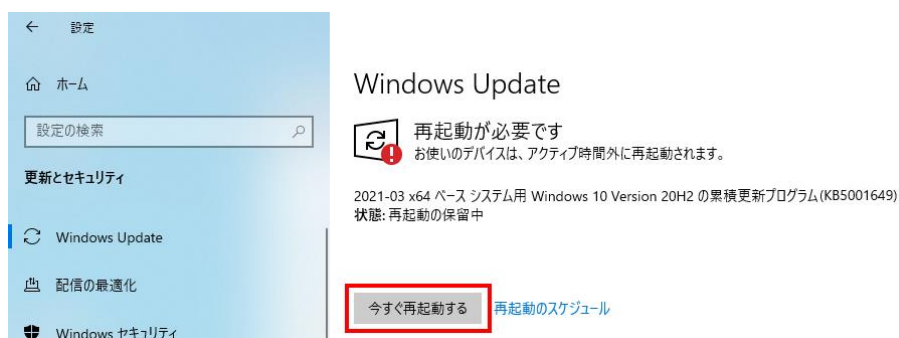 設定
ホーム
設定の検索
更新とセキュリティ
Windows Update
配信の最適化
Windows セキュリティ
Windows Update
再起動が必要です
お使いのデバイスは、アクティブ時間外に再起動されます。
2021-03 x64 ベース システム用 Windows 10 Version 20H2 の累積更新プログラム (KB5001649)
状態: 再起動の保留中
今すぐ再起動する
再起動のスケジュール